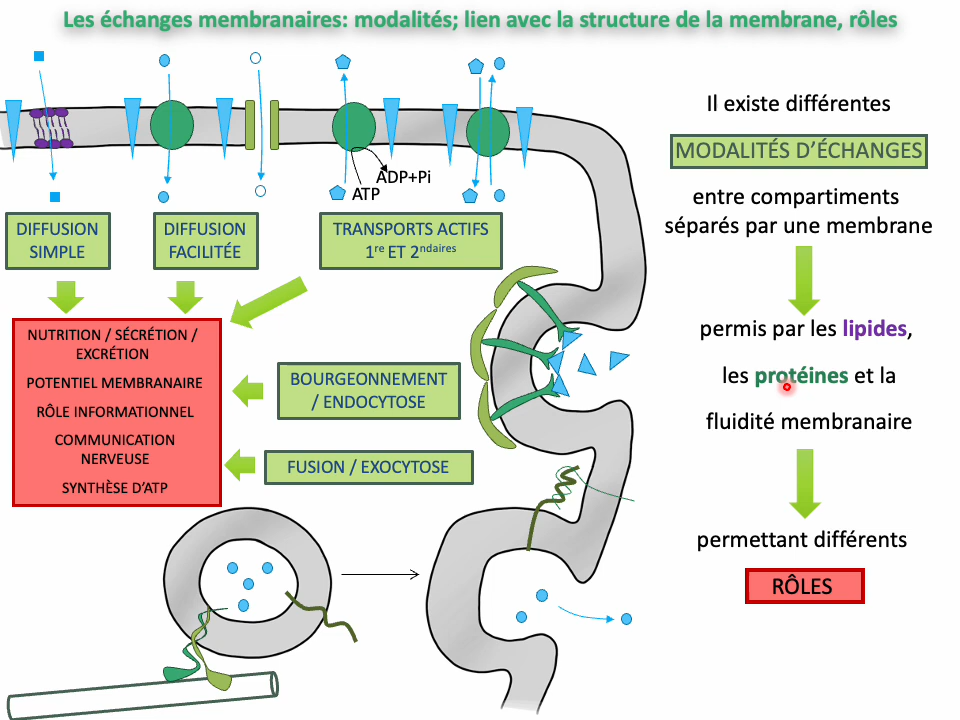 Les échanges membranaires: modalités; lien avec la structure de la membrane, rôles
ADP+Pi
ATP
DIFFUSION
SIMPLE
DIFFUSION
FACILITÉE
TRANSPORTS ACTIFS
1re ET 2ndaires
NUTRITION / SÉCRÉTION /
EXCRÉTION
POTENTIEL MEMBRANAIRE
RÔLE INFORMATIONNEL
COMMUNICATION
NERVEUSE
SYNTHÈSE D'ATP
BOURGEONNEMENT
/ ENDOCYTOSE
FUSION / EXOCYTOSE
Il existe différentes
MODALITÉS D'ÉCHANGES
entre compartiments
séparés par une membrane
permis par les lipides,
les protéines et la
fluidité membranaire
permettant différents
RÔLES